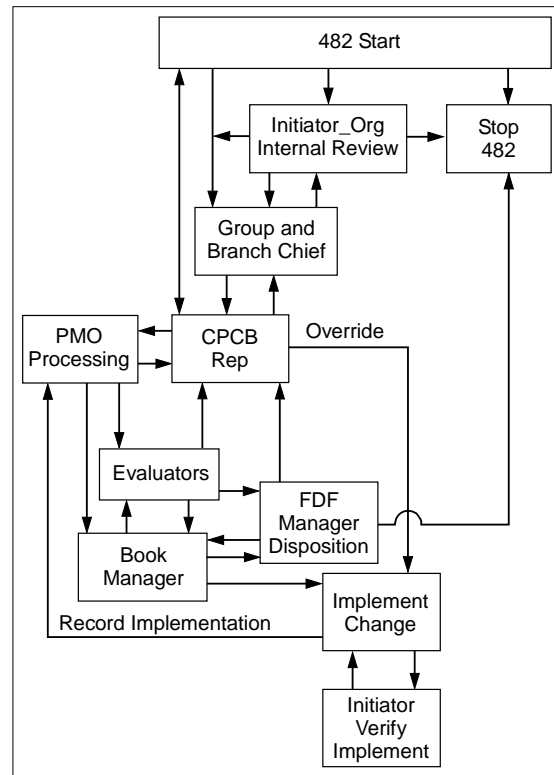 482 Start
Initiator_Org
Internal Review
Stop
482
Group and
Branch Chief
PMO
Processing
CPCB
Rep
Override
Evaluators
FDF
Manager
Disposition
Book
Manager
Implement
Change
Record Implementation
Initiator
Verify
Implement